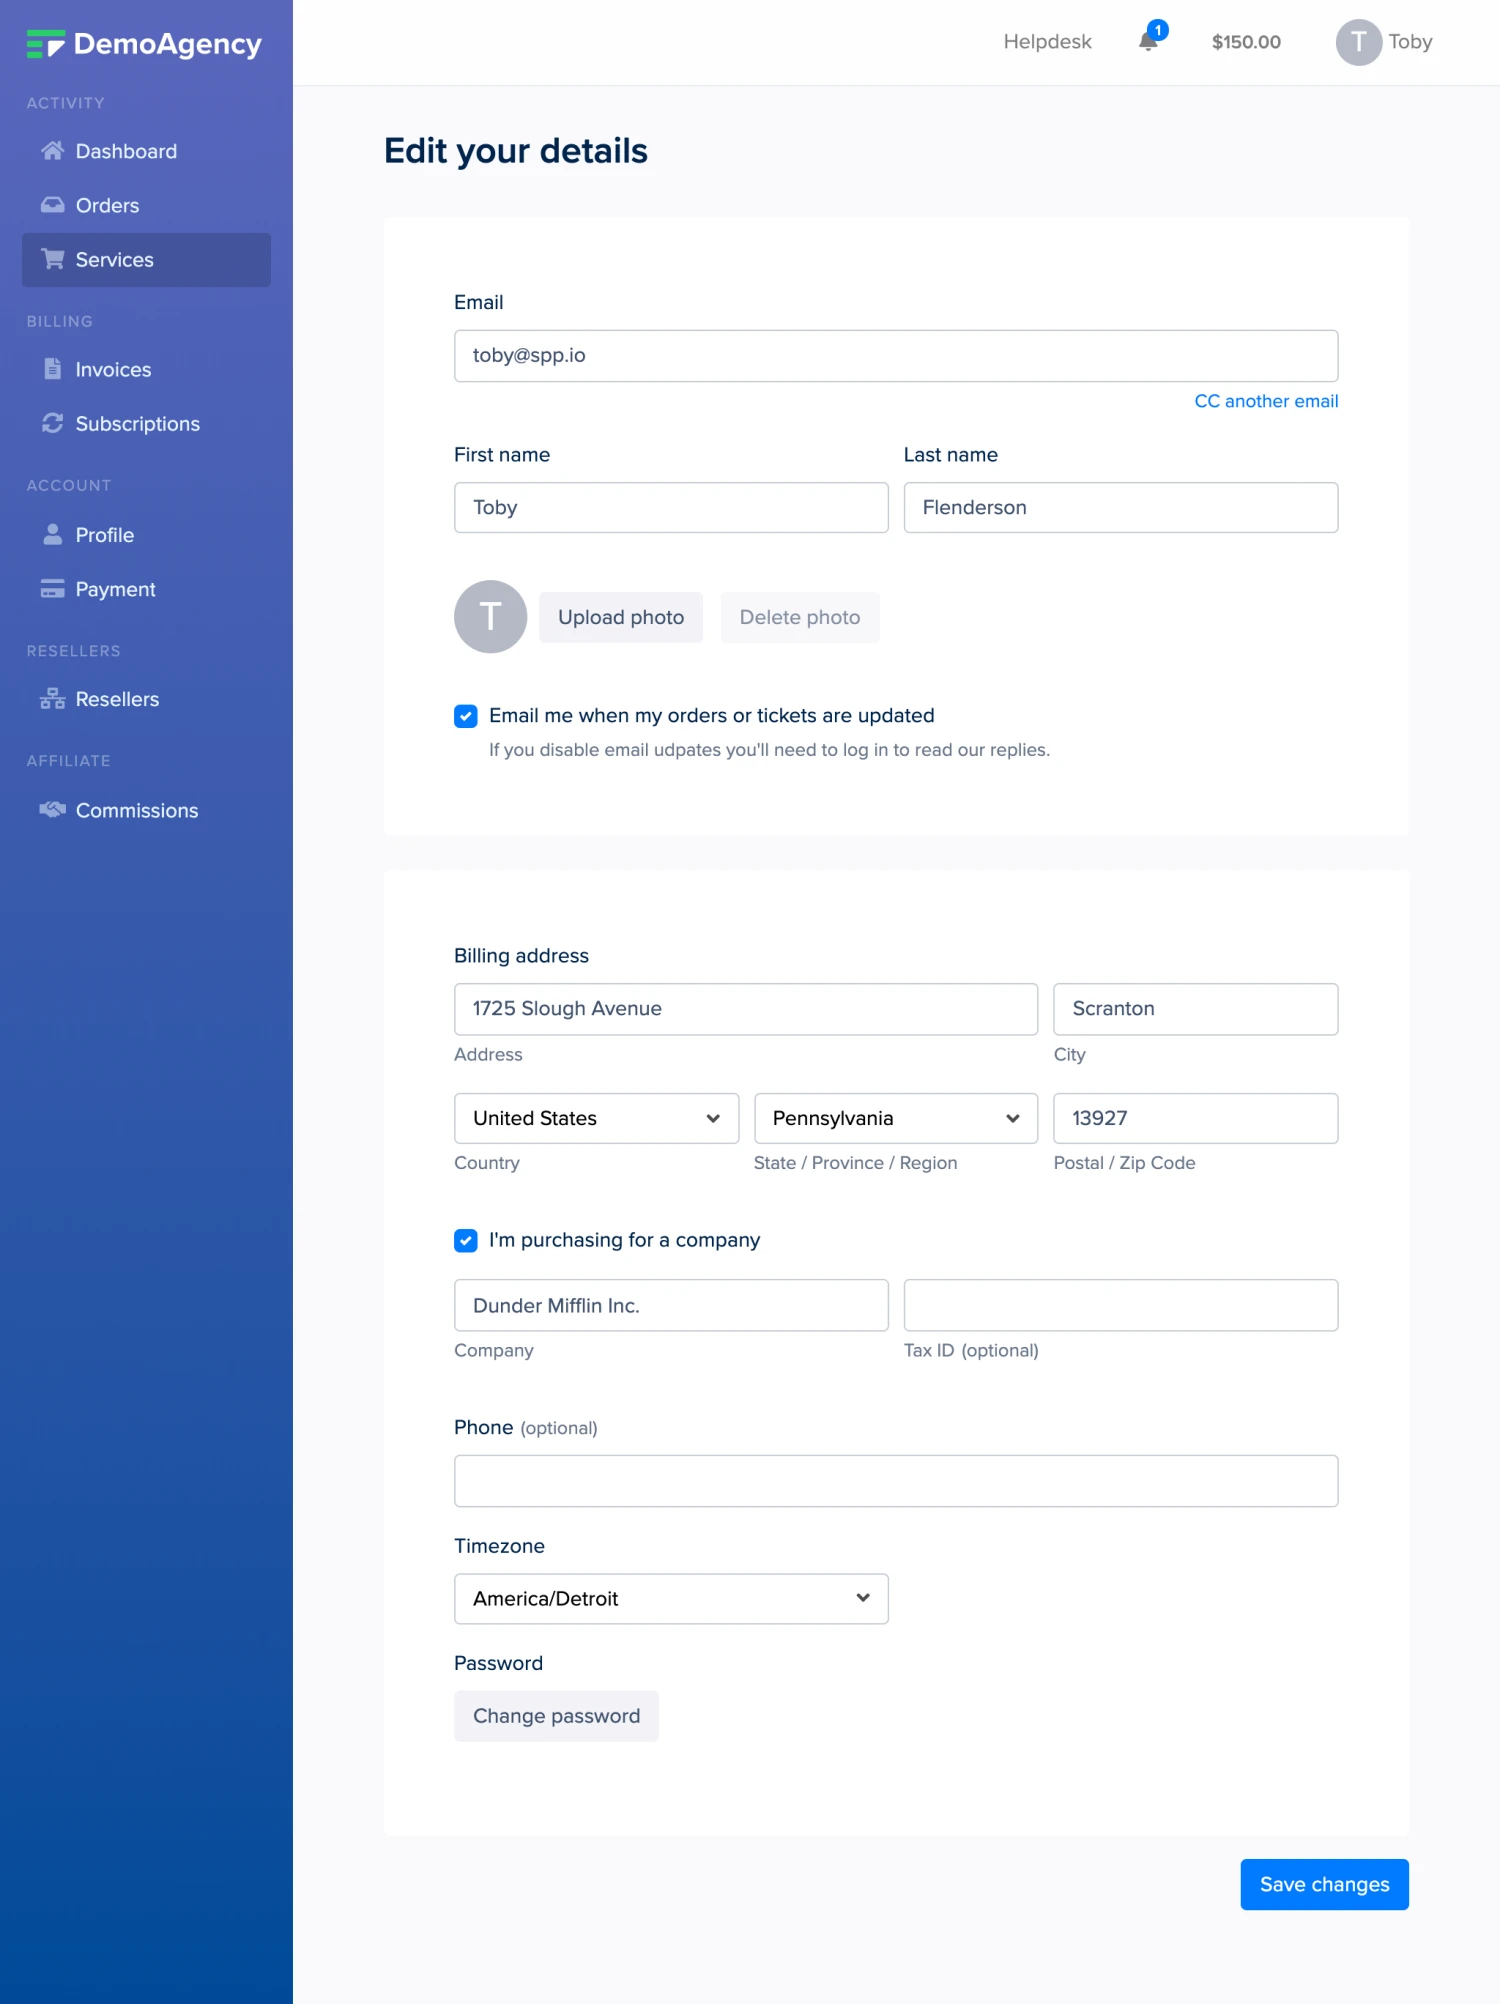 DemoAgency
ACTIVITY
Dashboard
Orders
Services
BILLING
Invoices
Subscriptions
ACCOUNT
Profile
Payment
RESELLERS
Resellers
AFFILIATE
Commissions
Helpdesk 1 $150.00 T Toby
Edit your details
Email
toby@spp.io
CC another email
First name Last name
Toby Flenderson
T Upload photo Delete photo
Email me when my orders or tickets are updated
If you disable email udpates you'll need to log in to read our replies.
Billing address
1725 Slough Avenue Scranton
Address City
United States Pennsylvania 13927
Country State / Province / Region Postal / Zip Code
I'm purchasing for a company
Dunder Mifflin Inc.
Company Tax ID (optional)
Phone (optional)
Timezone
America/Detroit
Password
Change password
Save changes